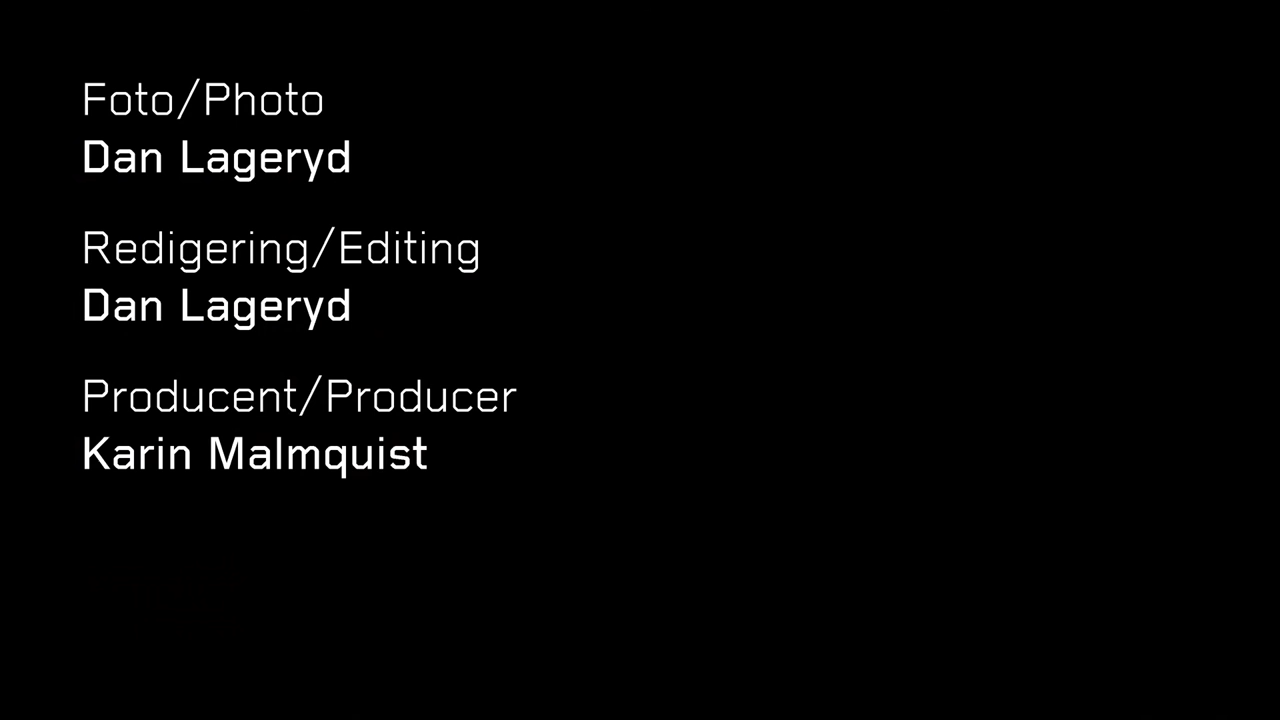 Foto/Photo
Dan Lageryd
Redigering/Editing
Dan Lageryd
Producent/Producer
Karin Malmquist